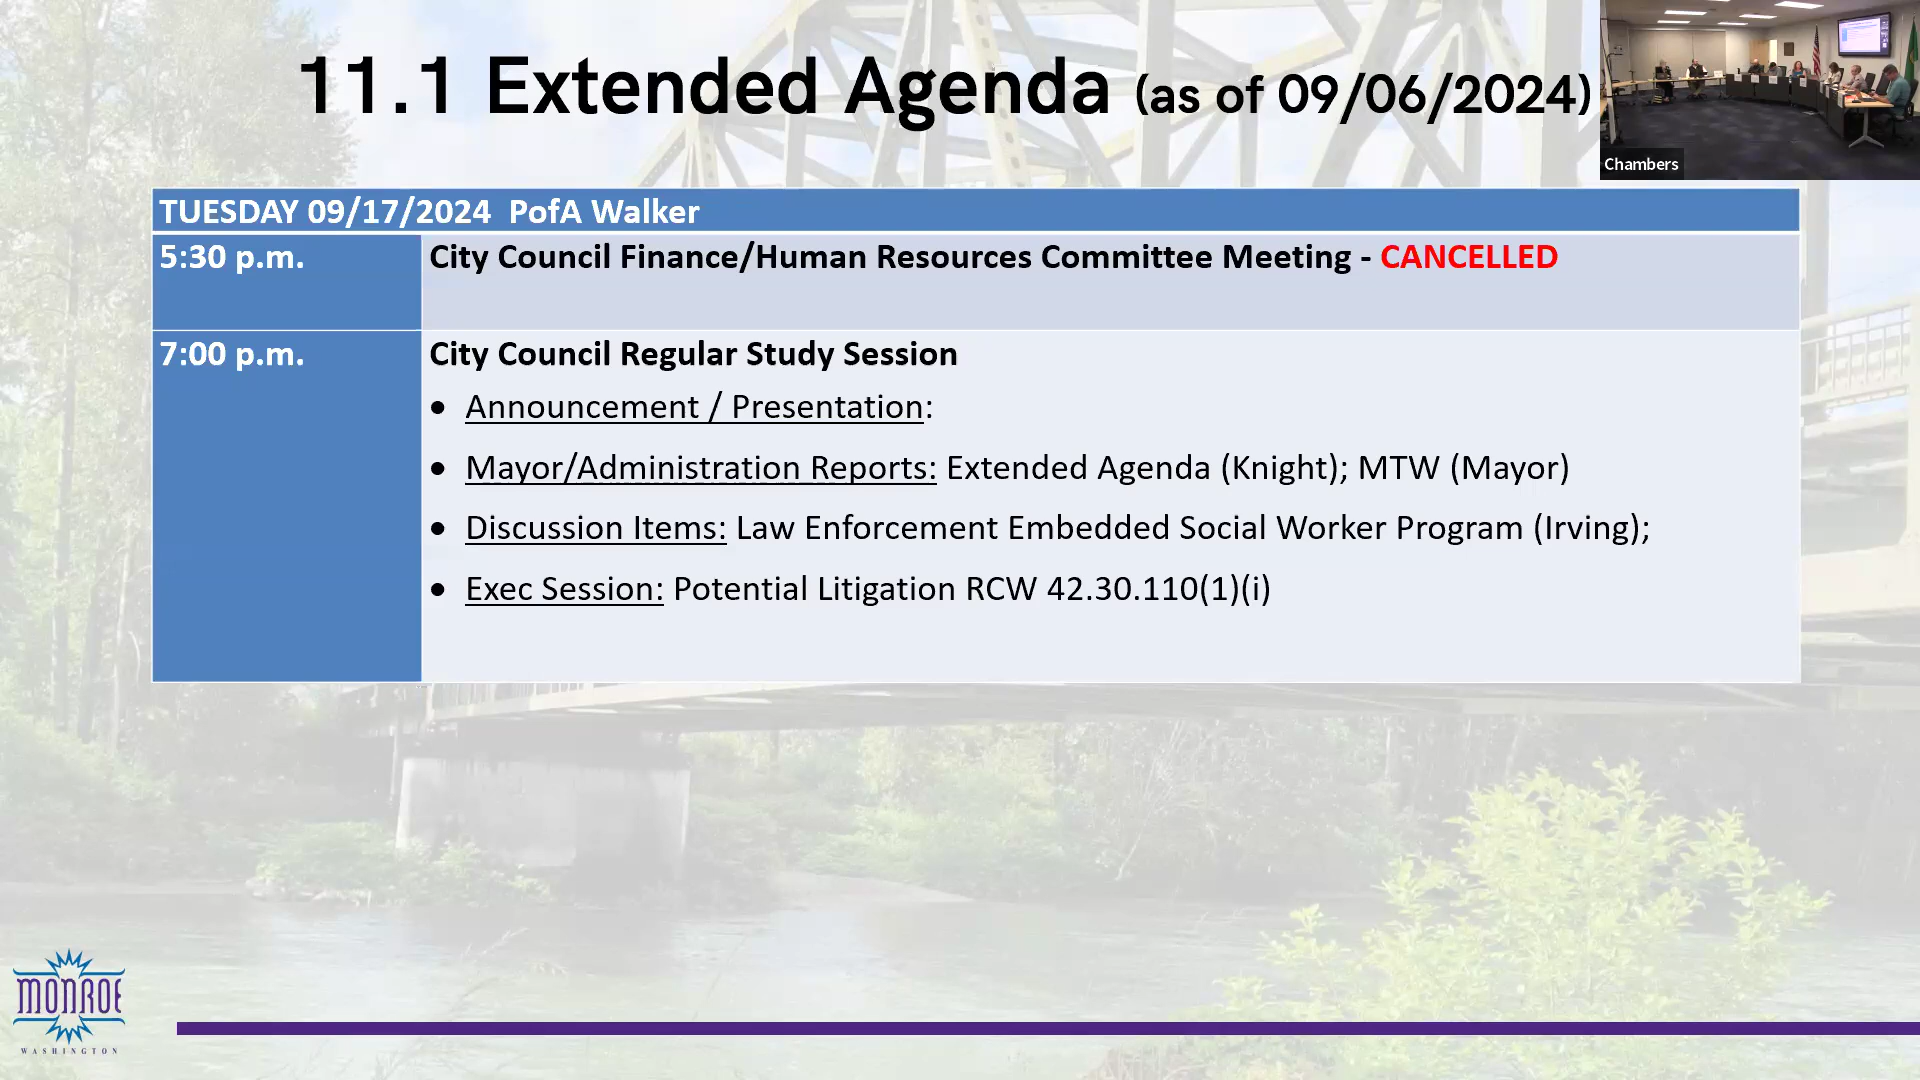 11.1 Extended Agenda (as of 09/06/2024)
Chambers
TUESDAY 09/17/2024 PofA Walker
5:30 p.m.
City Council Finance/Human Resources Committee Meeting - CANCELLED
7:00 p.m.
City Council Regular Study Session
• Announcement / Presentation:
• Mayor/Administration Reports: Extended Agenda (Knight); MTW (Mayor)
• Discussion Items: Law Enforcement Embedded Social Worker Program (Irving);
• Exec Session: Potential Litigation RCW 42.30.110(1)(i)
MONROE
WASHINGTON